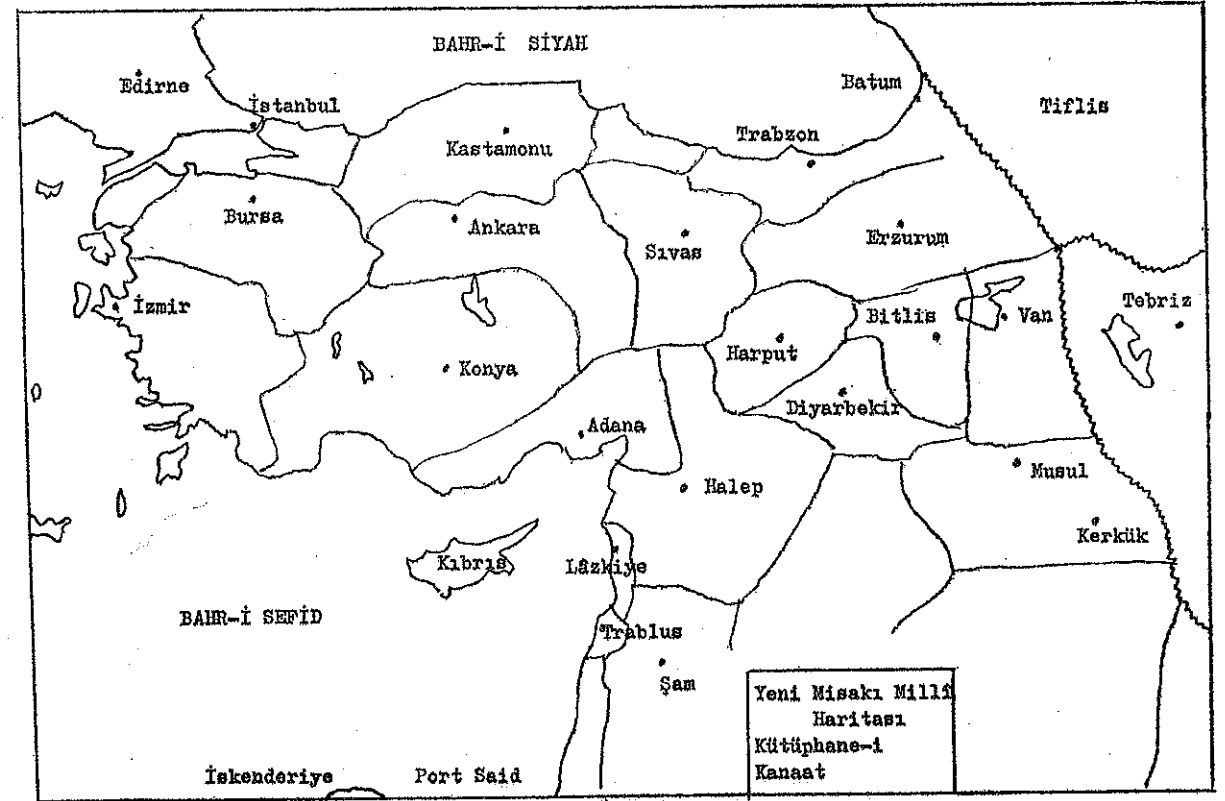 BAHR-İ SİYAH
Edirne
İstanbul
Batum
Tiflis
Kastamonu
Trabzon
Bursa
Ankara
Sıvas
Erzurum
İzmir
Bitlis
Van
Tebriz
Konya
Harput
Diyarbekir
Adana
Halep
Musul
Kerkük
Kıbrıs
Lâzkiye
BAHR-İ SEFİD
Trablus
Şam
Yeni Misakı Milli
Haritası
Kütüphane-i
Kanaat
İskenderiye
Port Said